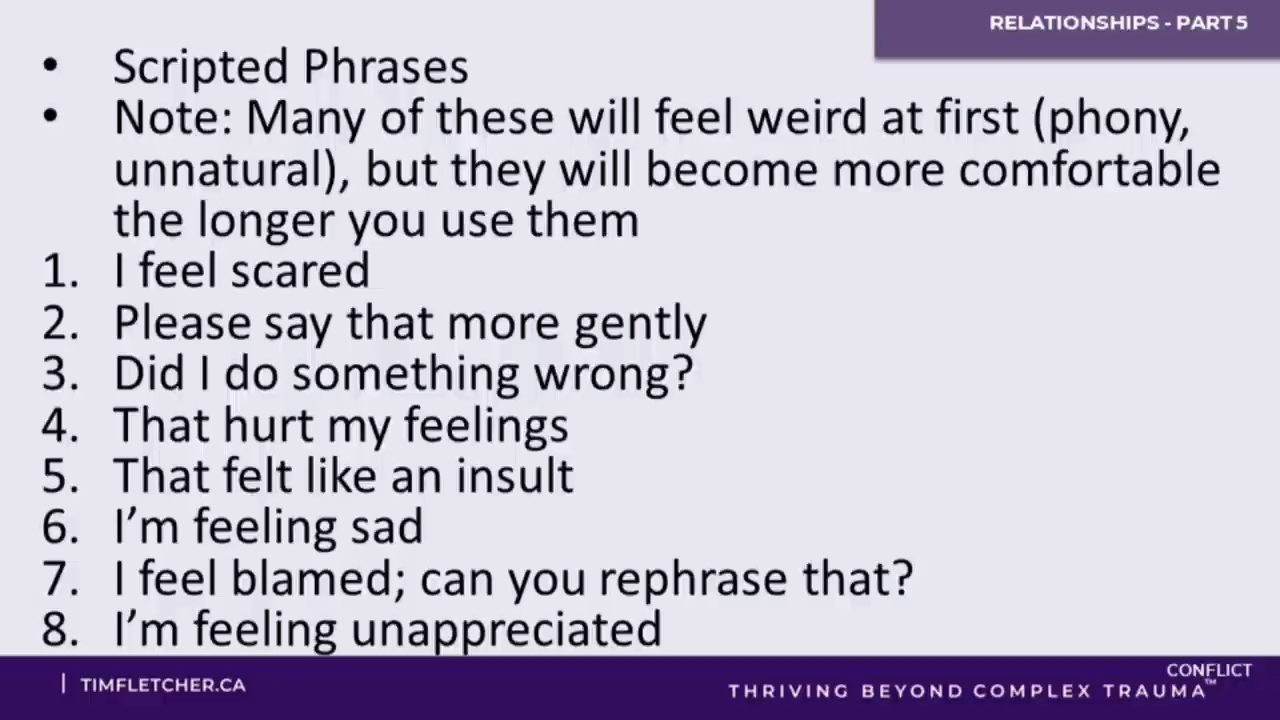 RELATIONSHIPS - PART 5
• Scripted Phrases
• Note: Many of these will feel weird at first (phony,
unnatural), but they will become more comfortable
the longer you use them
1. I feel scared
2. Please say that more gently
3. Did I do something wrong?
4. That hurt my feelings
5. That felt like an insult
6. I’m feeling sad
7. I feel blamed; can you rephrase that?
8. I’m feeling unappreciated
| TIMFLETCHER.CA
CONFLICT
THRIVING BEYOND COMPLEX TRAUMA™